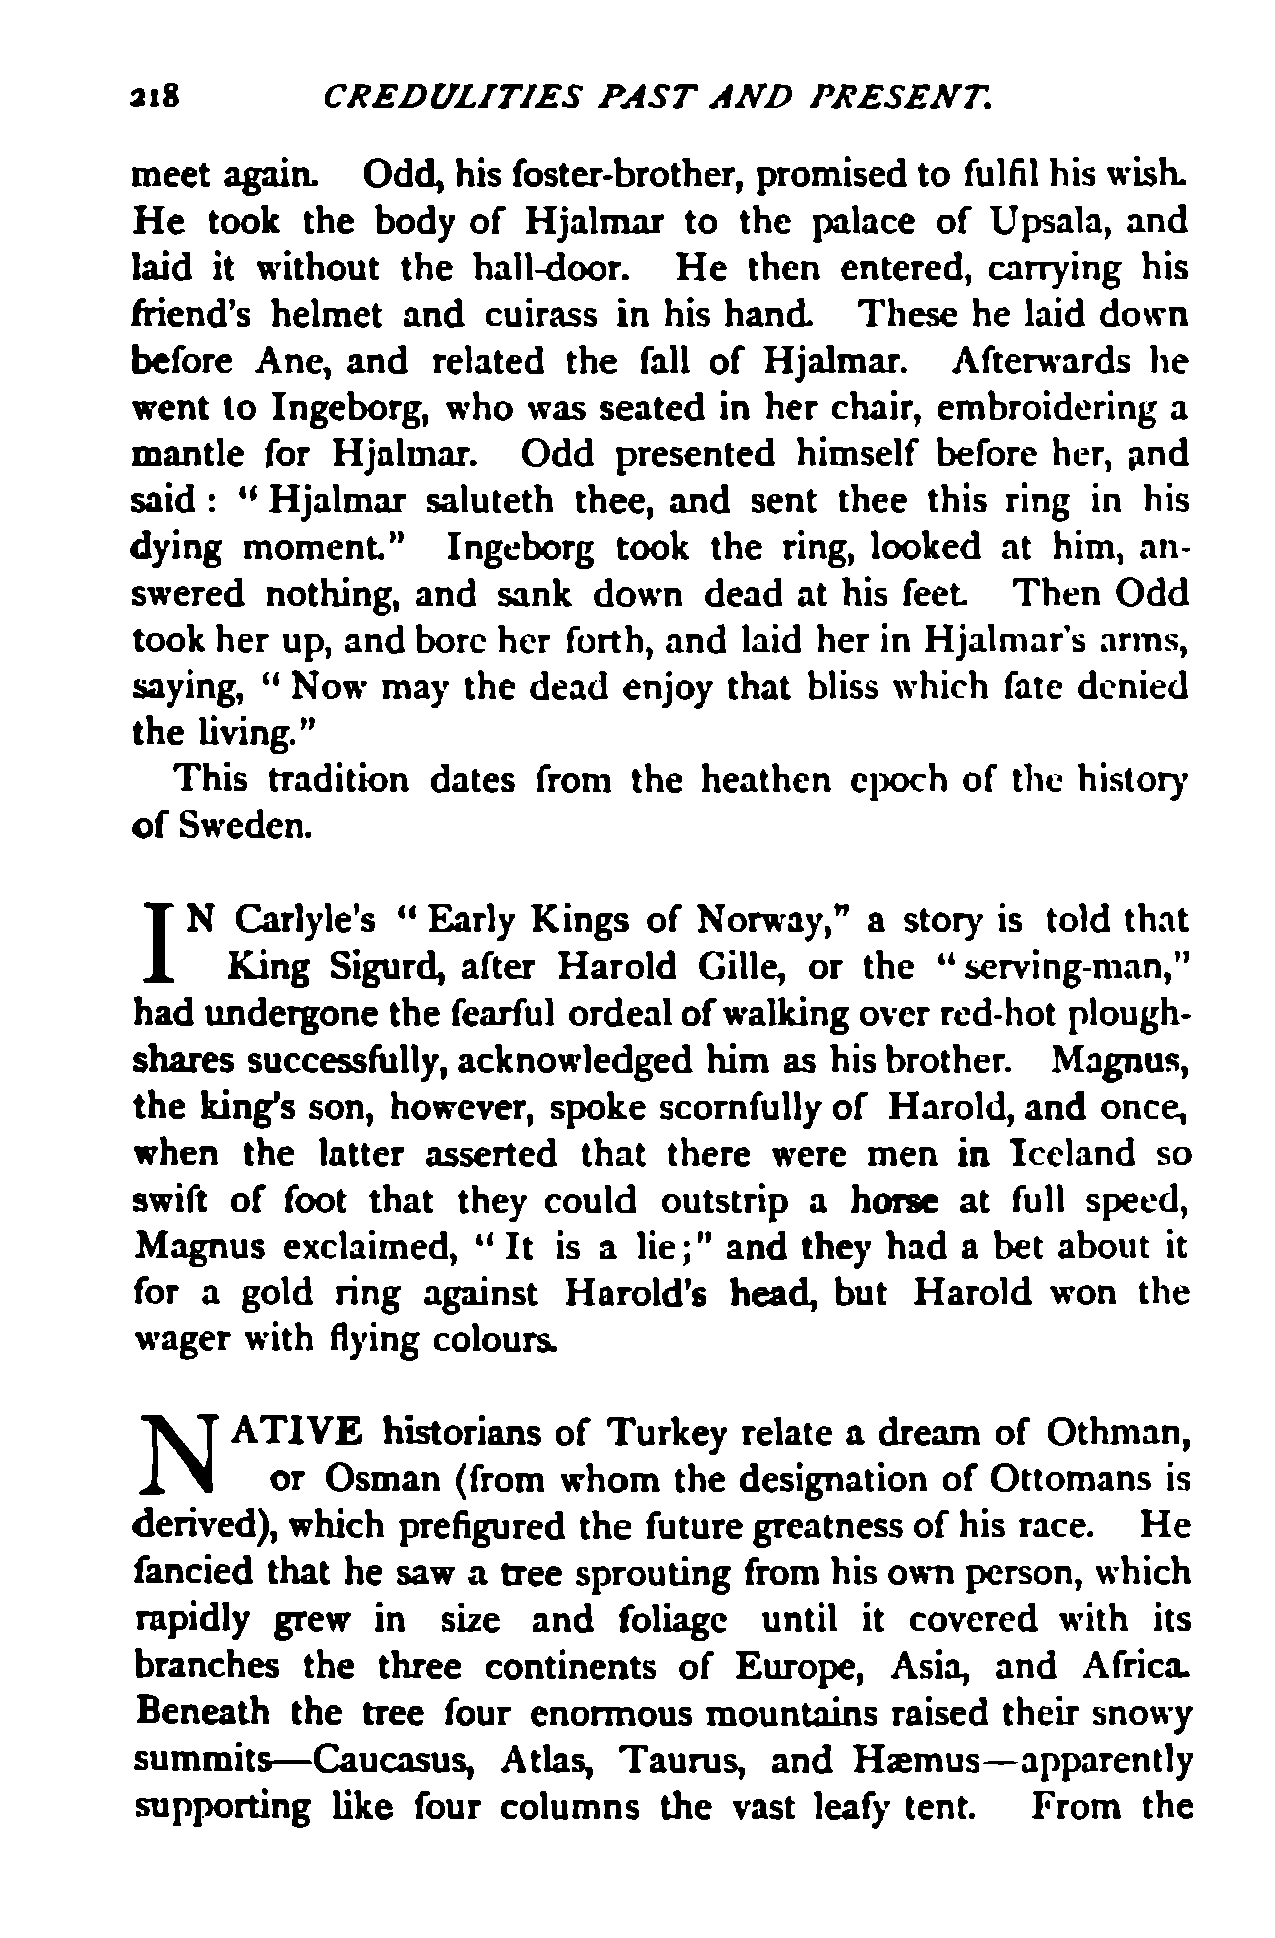 218 CREDULITIES PAST AND PRESENT.
meet again. Odd, his foster-brother, promised to fulfil his wish.
He took the body of Hjalmar to the palace of Upsala, and
laid it without the hall-door. He then entered, carrying his
friend's helmet and cuirass in his hand. These he laid down
before Ane, and related the fall of Hjalmar. Afterwards he
went to Ingeborg, who was seated in her chair, embroidering a
mantle for Hjalmar. Odd presented himself before her, and
said : “ Hjalmar saluteth thee, and sent thee this ring in his
dying moment.” Ingeborg took the ring, looked at him, an-
swered nothing, and sank down dead at his feet. Then Odd
took her up, and bore her forth, and laid her in Hjalmar's arms,
saying, “ Now may the dead enjoy that bliss which fate denied
the living.”
This tradition dates from the heathen epoch of the history
of Sweden.
IN Carlyle's “ Early Kings of Norway,” a story is told that
King Sigurd, after Harold Gille, or the “ serving-man,”
had undergone the fearful ordeal of walking over red-hot plough-
shares successfully, acknowledged him as his brother. Magnus,
the king's son, however, spoke scornfully of Harold, and once,
when the latter asserted that there were men in Iceland so
swift of foot that they could outstrip a horse at full speed,
Magnus exclaimed, “ It is a lie ;” and they had a bet about it
for a gold ring against Harold's head, but Harold won the
wager with flying colours.
NATIVE historians of Turkey relate a dream of Othman,
or Osman (from whom the designation of Ottomans is
derived), which prefigured the future greatness of his race. He
fancied that he saw a tree sprouting from his own person, which
rapidly grew in size and foliage until it covered with its
branches the three continents of Europe, Asia, and Africa.
Beneath the tree four enormous mountains raised their snowy
summits—Caucasus, Atlas, Taurus, and Hæmus—apparently
supporting like four columns the vast leafy tent. From the